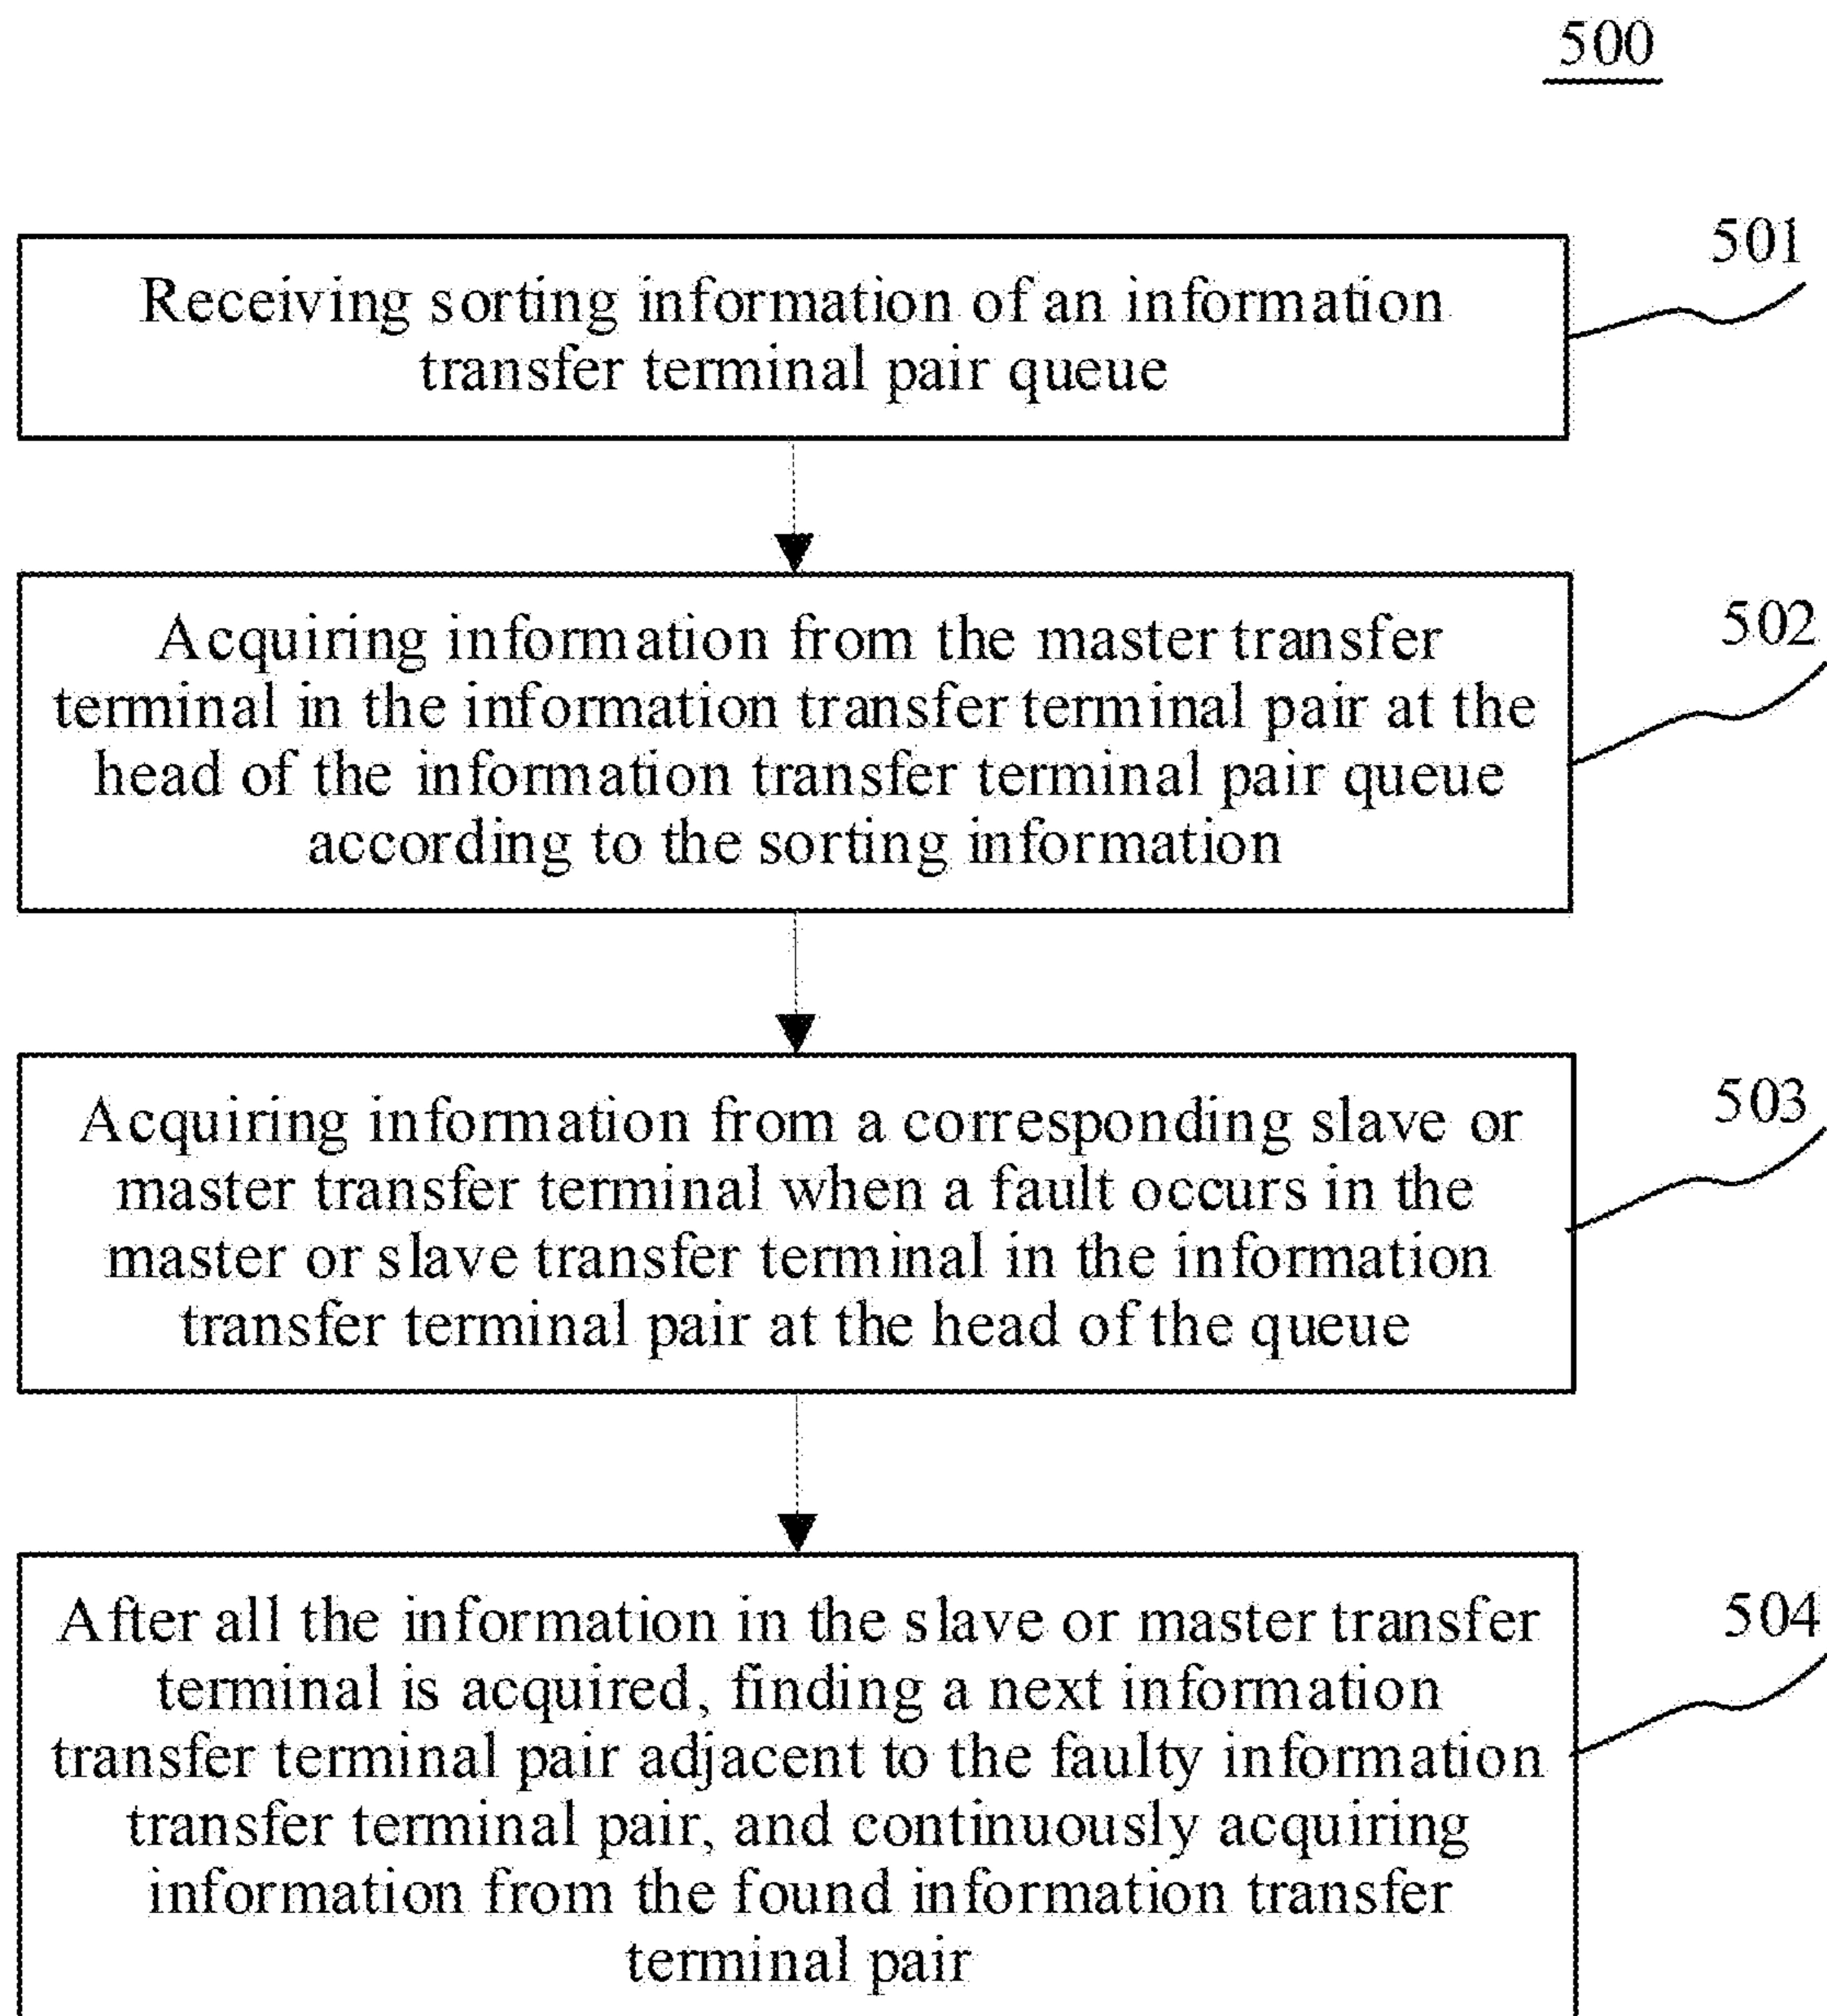 500
501
Receiving sorting information of an information
transfer terminal pair queue
502
Acquiring information from the master transfer
terminal in the information transfer terminal pair at the
head of the information transfer terminal pair queue
according to the sorting information
503
Acquiring information from a corresponding slave or
master transfer terminal when a fault occurs in the
master or slave transfer terminal in the information
transfer terminal pair at the head of the queue
504
After all the information in the slave or master transfer
terminal is acquired, finding a next information
transfer terminal pair adjacent to the faulty information
transfer terminal pair, and continuously acquiring
information from the found information transfer
terminal pair